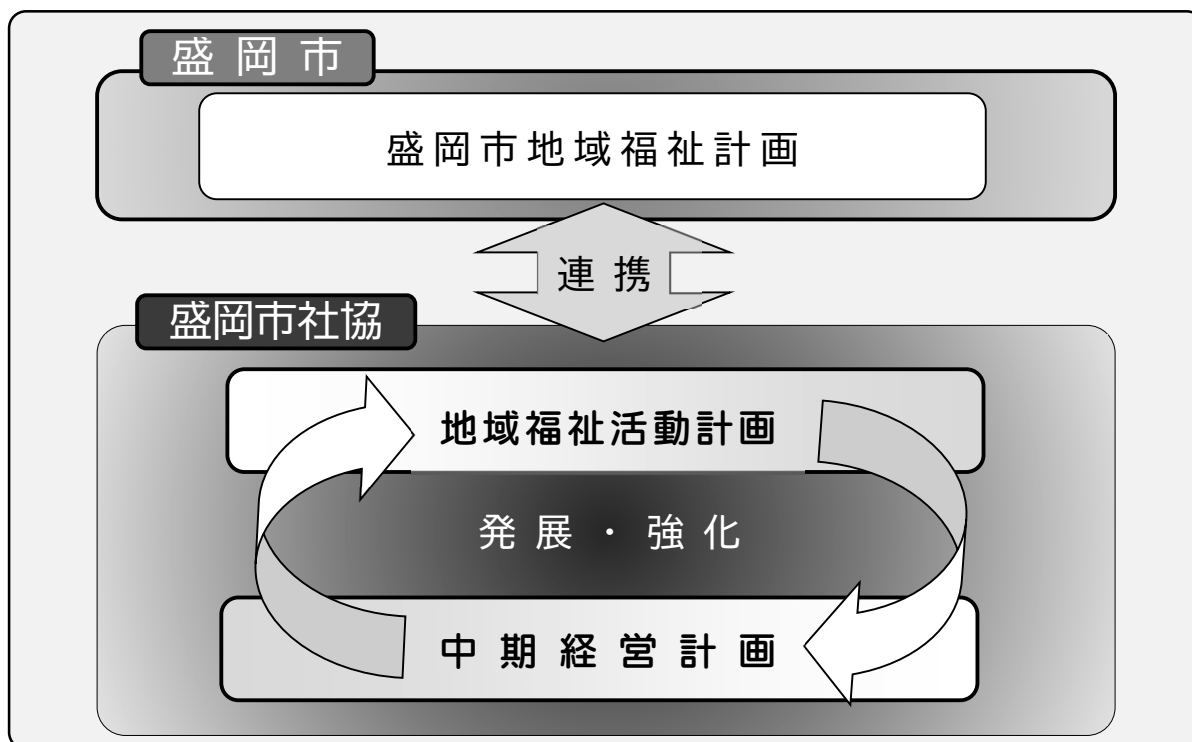 盛岡市
盛岡市地域福祉計画
連携
盛岡市社協
地域福祉活動計画
発展・強化
中期経営計画